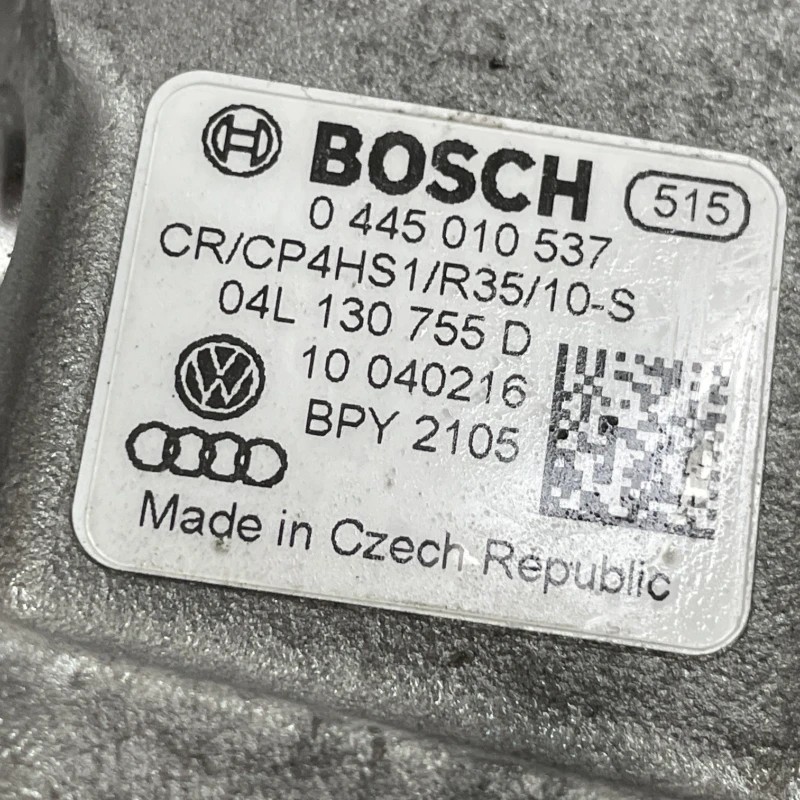 BOSCH 515
0 445 010 537
CR/CP4HS1/R35/10-S
04L 130 755 D
10 040216
BPY 2105
Made in Czech Republic